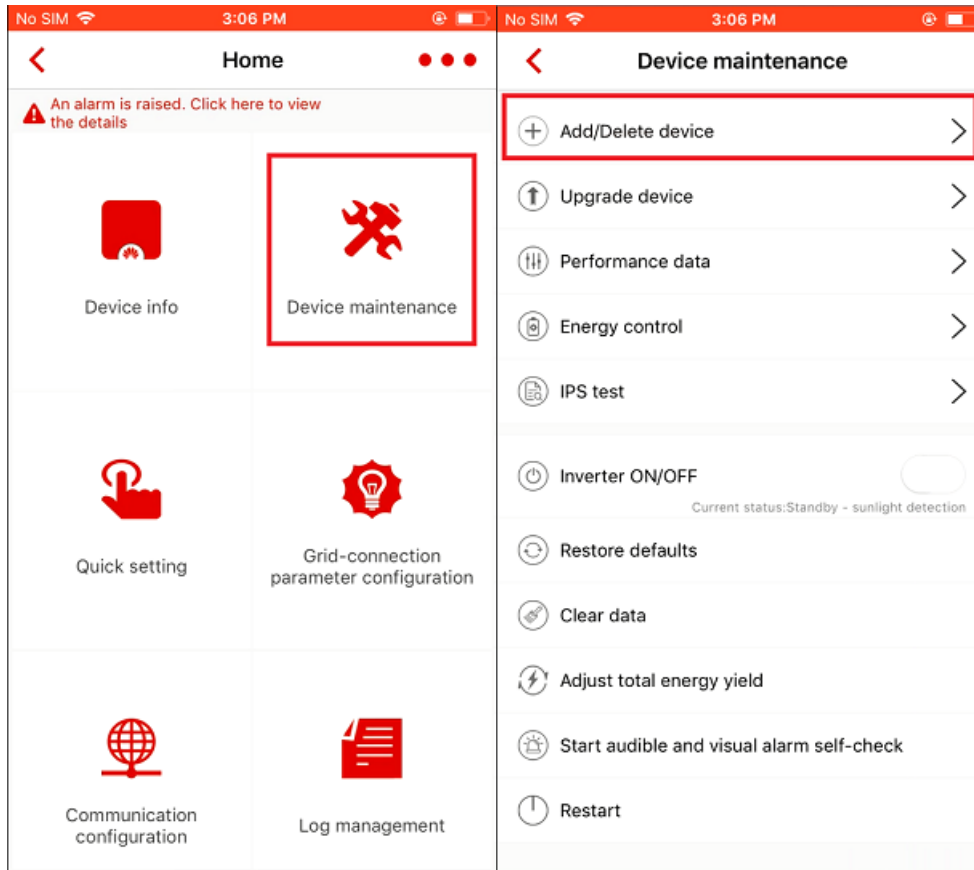 No SIM 3:06 PM
Home
An alarm is raised. Click here to view
the details
Device info
Device maintenance
Quick setting
Grid-connection
parameter configuration
Communication
configuration
Log management
No SIM 3:06 PM
Device maintenance
Add/Delete device
Upgrade device
Performance data
Energy control
IPS test
Inverter ON/OFF
Current status:Standby - sunlight detection
Restore defaults
Clear data
Adjust total energy yield
Start audible and visual alarm self-check
Restart